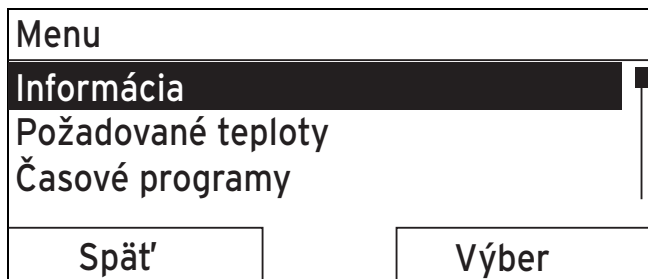 Menu
Informácia
Požadované teploty
Časové programy
Späť
Výber